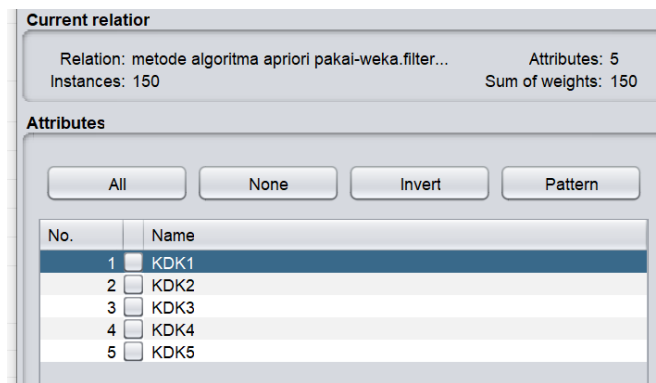 Current relatior
Relation: metode algoritma apriori pakai-weka.filter... Attributes: 5
Instances: 150 Sum of weights: 150
Attributes
All None Invert Pattern
No. Name
1 KDK1
2 KDK2
3 KDK3
4 KDK4
5 KDK5